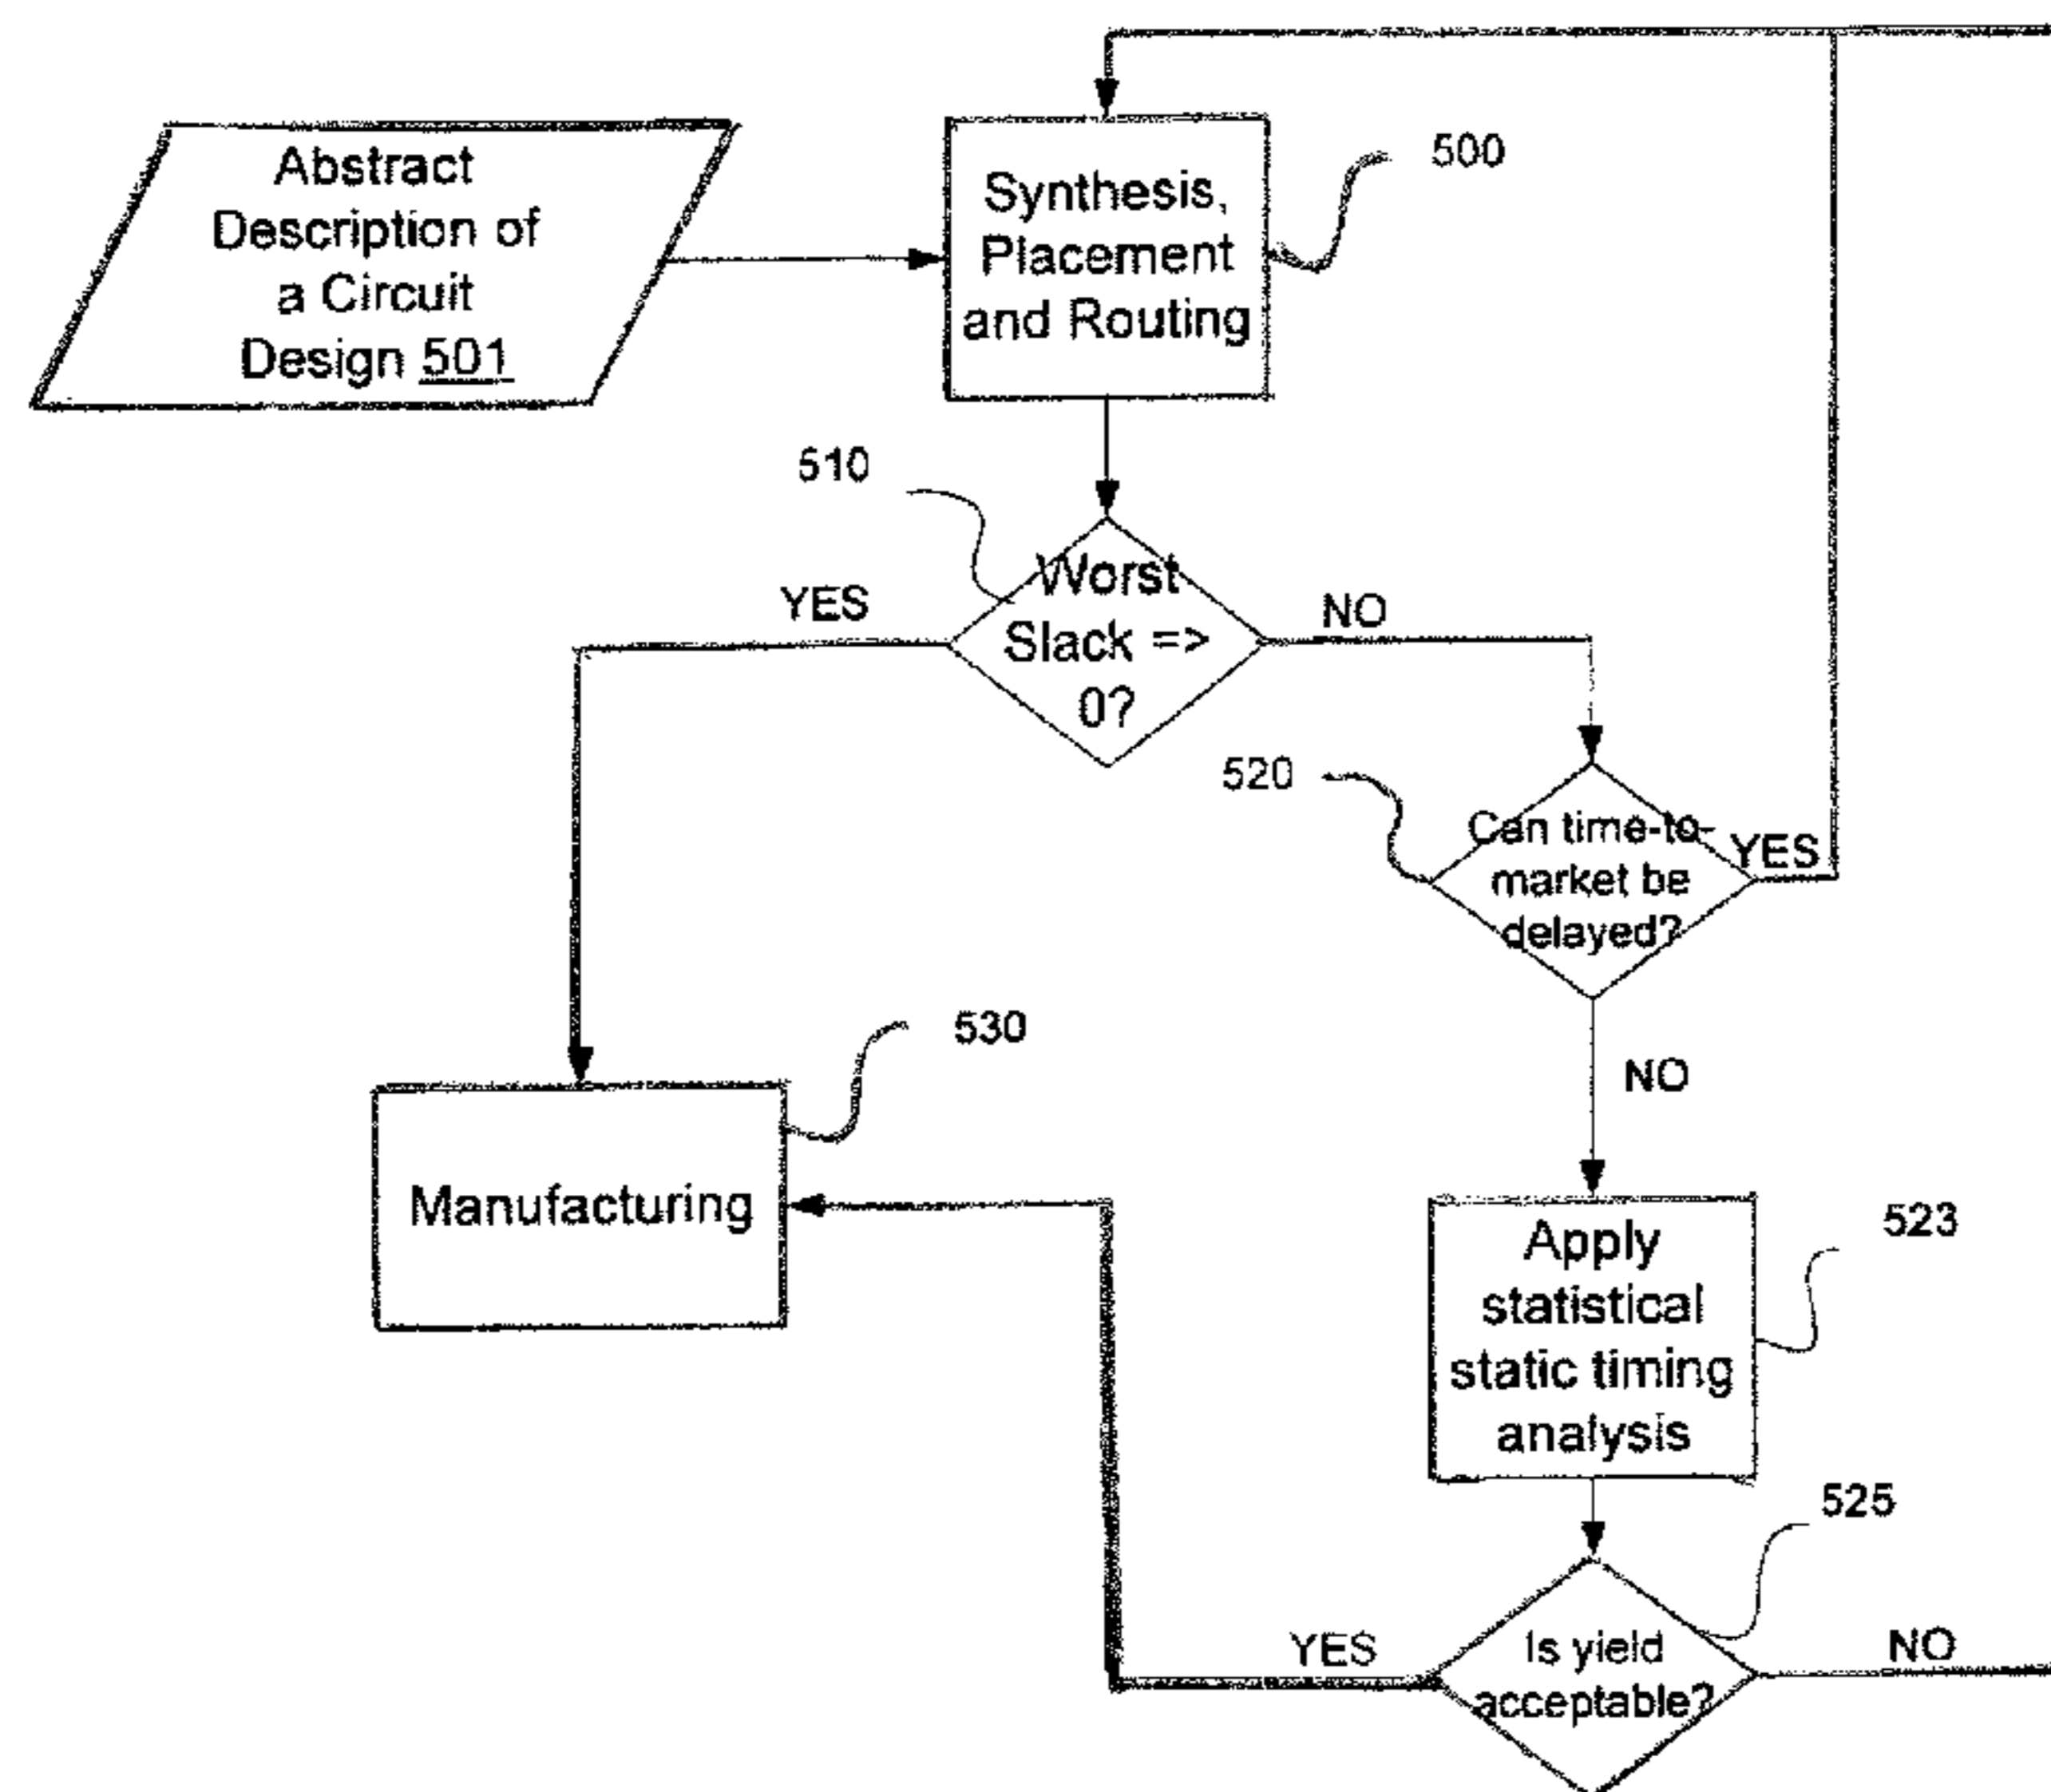 Abstract
Description of
a Circuit
Design 501
Synthesis,
Placement
and Routing
500
510
Worst
Slack =>
0?
YES
NO
520
Can time-to-
market be
delayed?
YES
NO
530
Manufacturing
Apply
statistical
static timing
analysis
523
525
Is yield
acceptable?
YES
NO